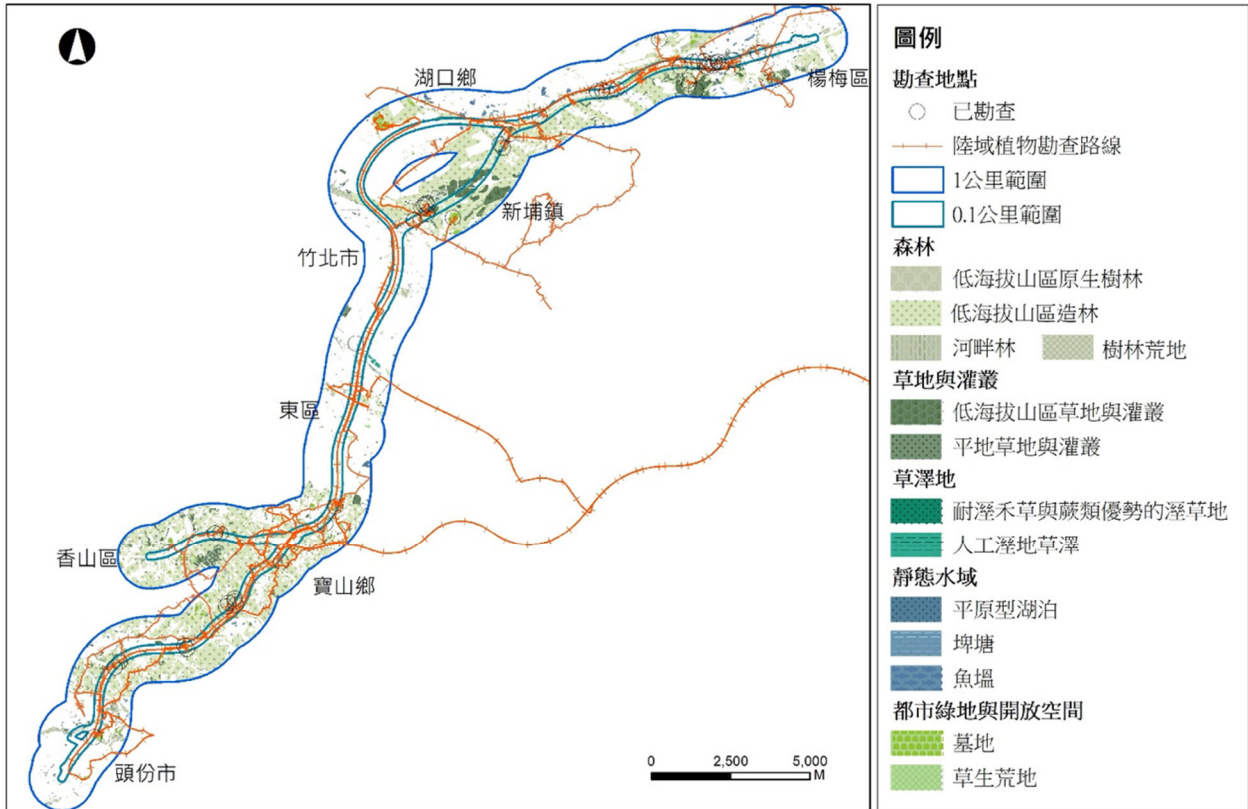 湖口鄉
楊梅區
新埔鎮
竹北市
東區
香山區
寶山鄉
頭份市
0 2,500 5,000
M
圖例
勘查地點
已勘查
陸域植物勘查路線
1公里範圍
0.1公里範圍
森林
低海拔山區原生樹林
低海拔山區造林
河畔林 樹林荒地
草地與灌叢
低海拔山區草地與灌叢
平地草地與灌叢
草澤地
耐溼禾草與蕨類優勢的溼草地
人工溼地草澤
靜態水域
平原型湖泊
埤塘
魚塭
都市綠地與開放空間
墓地
草生荒地